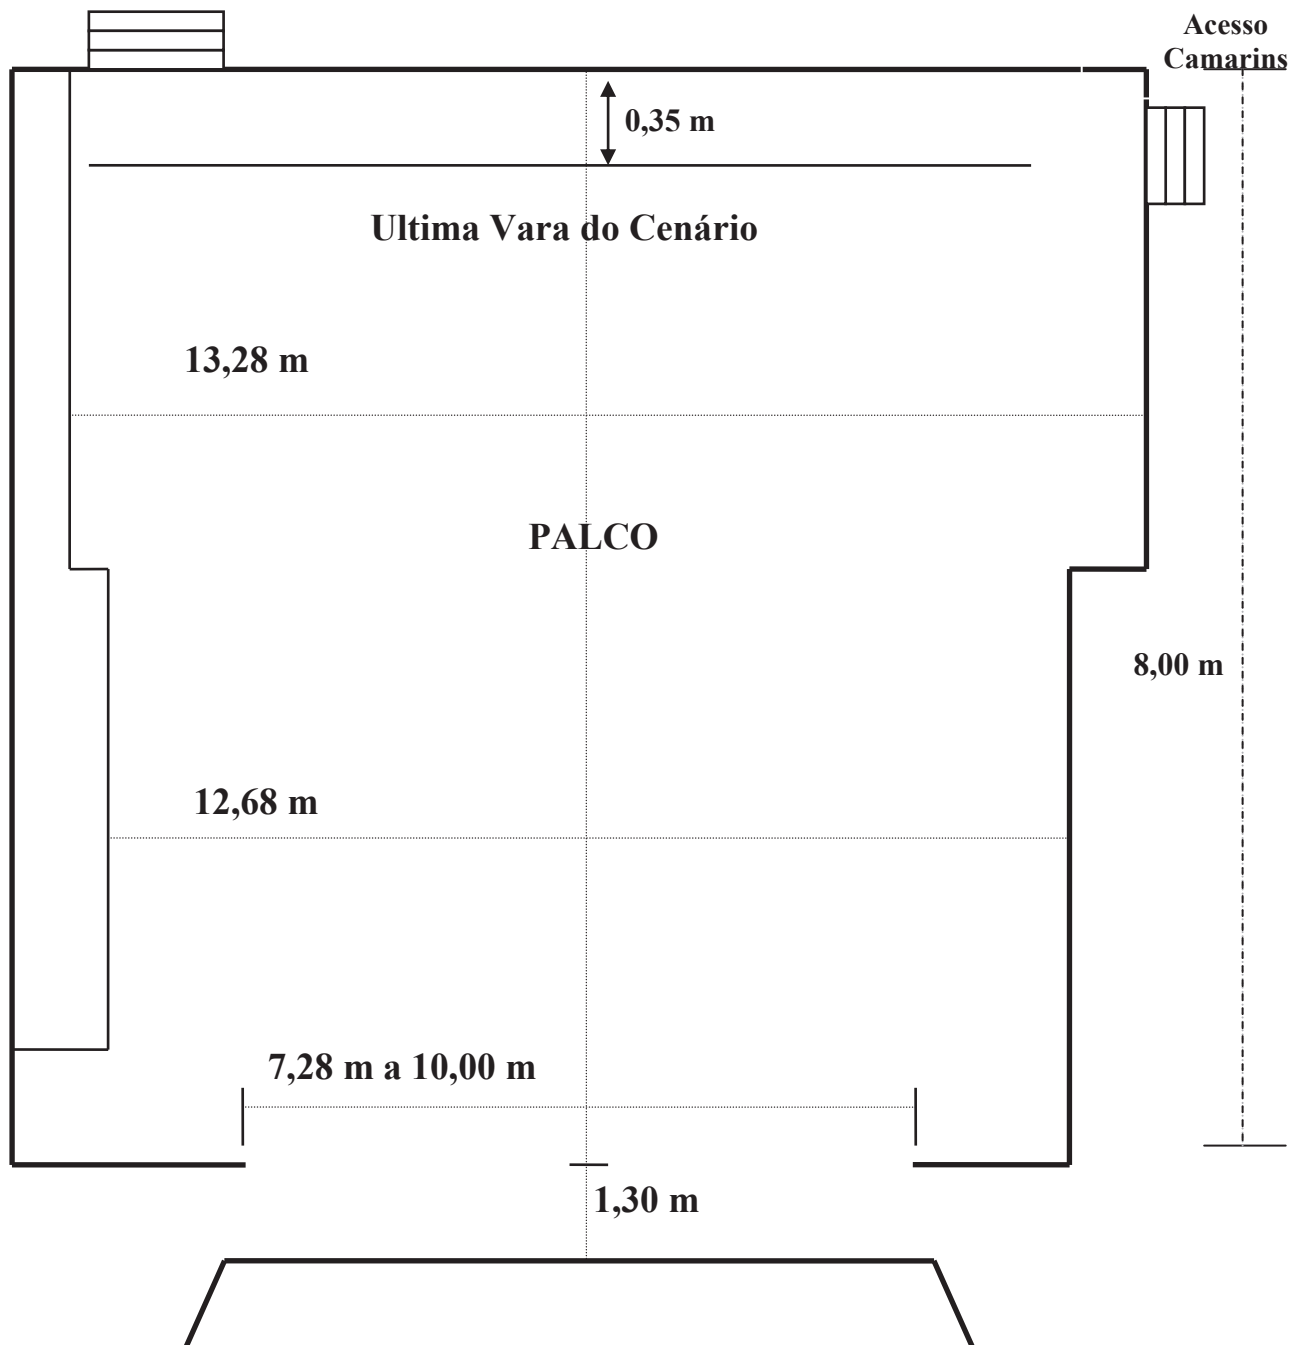 Acesso
Camarins
0,35 m
Ultima Vara do Cenário
13,28 m
PALCO
8,00 m
12,68 m
7,28 m a 10,00 m
1,30 m